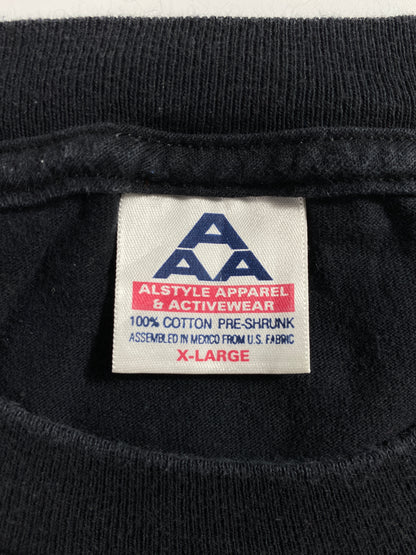 A
A A
ALSTYLE APPAREL
& ACTIVEWEAR
100% COTTON PRE-SHRUNK
ASSEMBLED IN MEXICO FROM U.S. FABRIC
X-LARGE